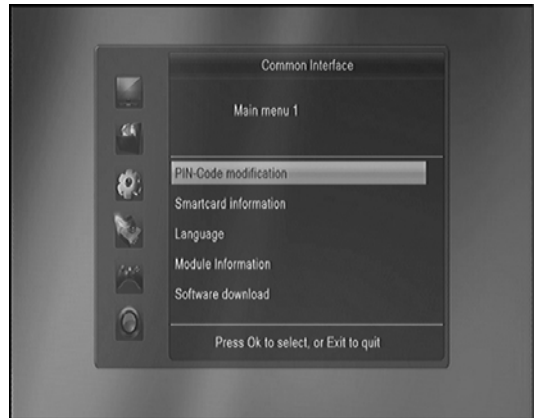 Common Interface
Main menu 1
PIN-Code modification
Smartcard information
Language
Module Information
Software download
Press Ok to select, or Exit to quit